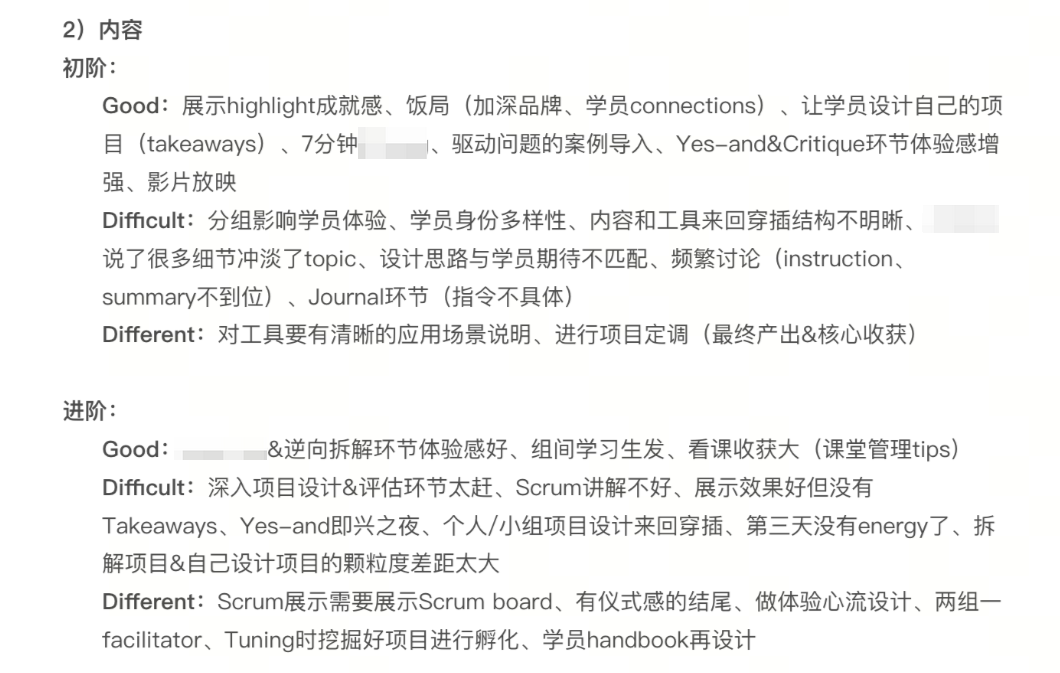 2）内容
初阶：
Good：展示highlight成就感、饭局（加深品牌、学员connections）、让学员设计自己的项
目（takeaways）、7分钟、驱动问题的案例导入、Yes-and&Critique环节体验感增
强、影片放映
Difficult：分组影响学员体验、学员身份多样性、内容和工具来回穿插结构不明晰、
说了很多细节冲淡了topic、设计思路与学员期待不匹配、频繁讨论（instruction、
summary不到位）、Journal环节（指令不具体）
Different：对工具要有清晰的应用场景说明、进行项目定调（最终产出&核心收获）
进阶：
Good：&逆向拆解环节体验感好、组间学习生发、看课收获大（课堂管理tips）
Difficult：深入项目设计&评估环节太赶、Scrum讲解不好、展示效果好但没有
Takeaways、Yes-and即兴之夜、个人/小组项目设计来回穿插、第三天没有energy了、拆
解项目&自己设计项目的颗粒度差距太大
Different：Scrum展示需要展示Scrum board、有仪式感的结尾、做体验心流设计、两组一
facilitator、Tuning时挖掘好项目进行孵化、学员handbook再设计